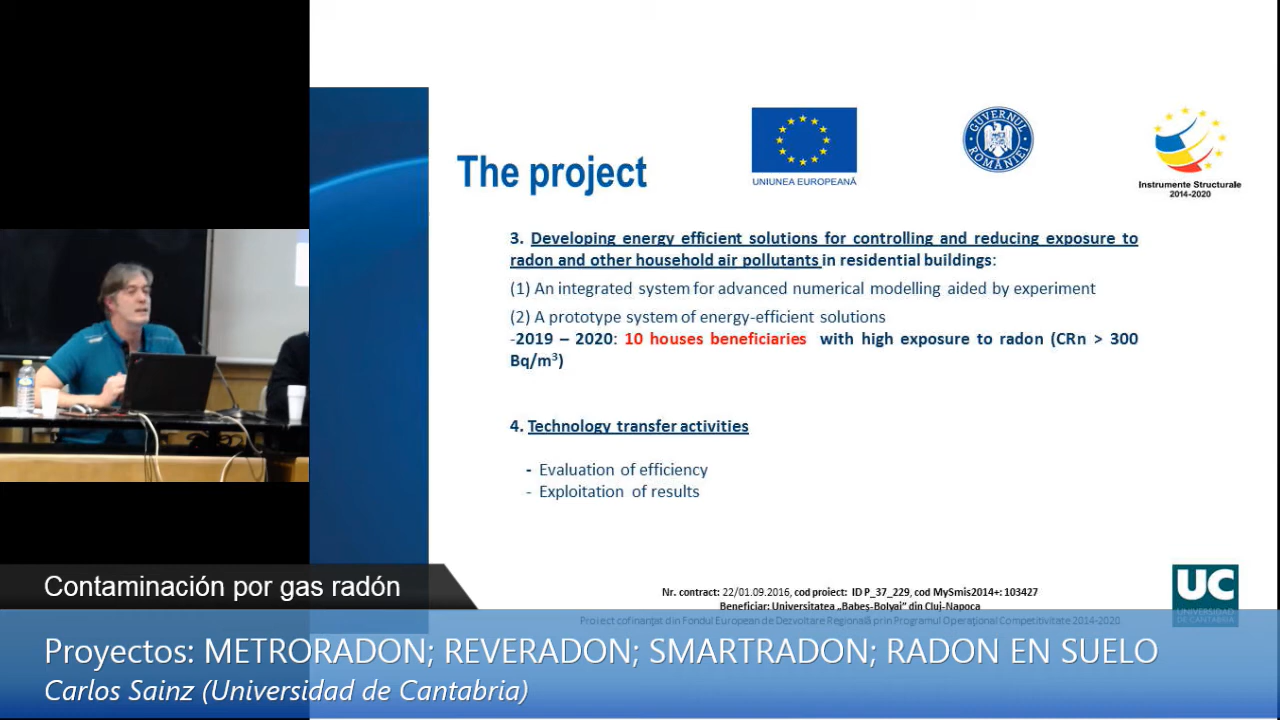 The project
UNIUNEA EUROPEANĂ
GUVERNUL ROMÂNIEI
Instrumente Structurale
2014-2020
3. Developing energy efficient solutions for controlling and reducing exposure to
radon and other household air pollutants in residential buildings:
(1) An integrated system for advanced numerical modelling aided by experiment
(2) A prototype system of energy-efficient solutions
-2019 – 2020: 10 houses beneficiaries with high exposure to radon (CRn > 300
Bq/m³)
4. Technology transfer activities
- Evaluation of efficiency
- Exploitation of results
Nr. contract: 22/01.09.2016, cod proiect: ID P_37_229, cod MySmis2014+: 103427
Beneficiar: Universitatea „Babeș-Bolyai” din Cluj-Napoca
Proiect cofinanțat din Fondul European de Dezvoltare Regională prin Programul Operațional Competitivitate 2014-2020
UC
UNIVERSIDAD
DE CANTABRIA
Contaminación por gas radón
Proyectos: METRORADON; REVERADON; SMARTRADON; RADON EN SUELO
Carlos Sainz (Universidad de Cantabria)